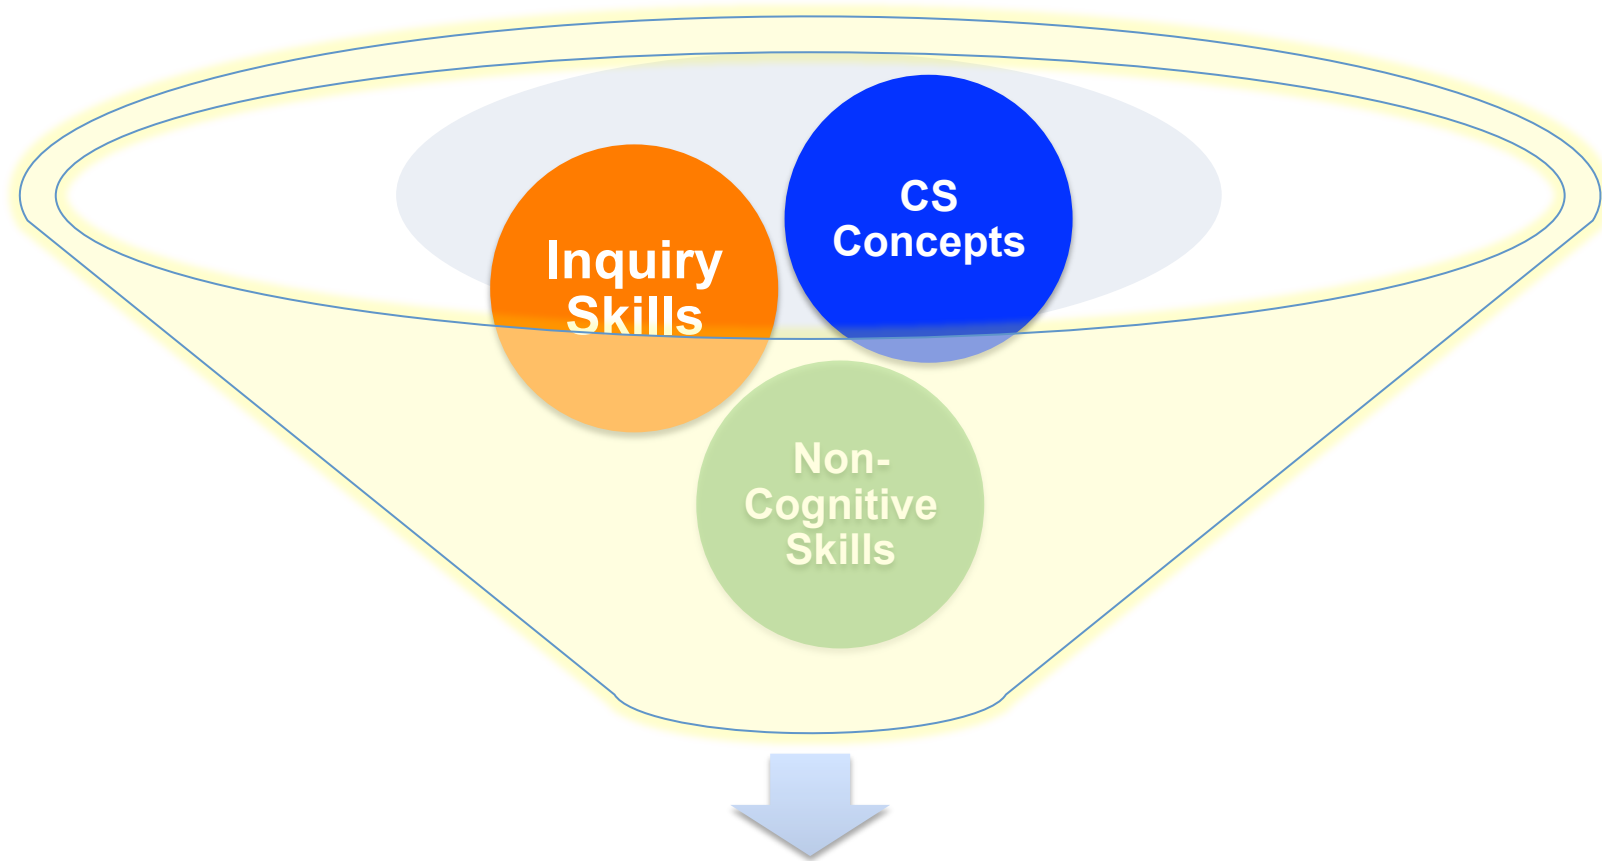 CS
Concepts
Inquiry
Skills
Non-
Cognitive
Skills